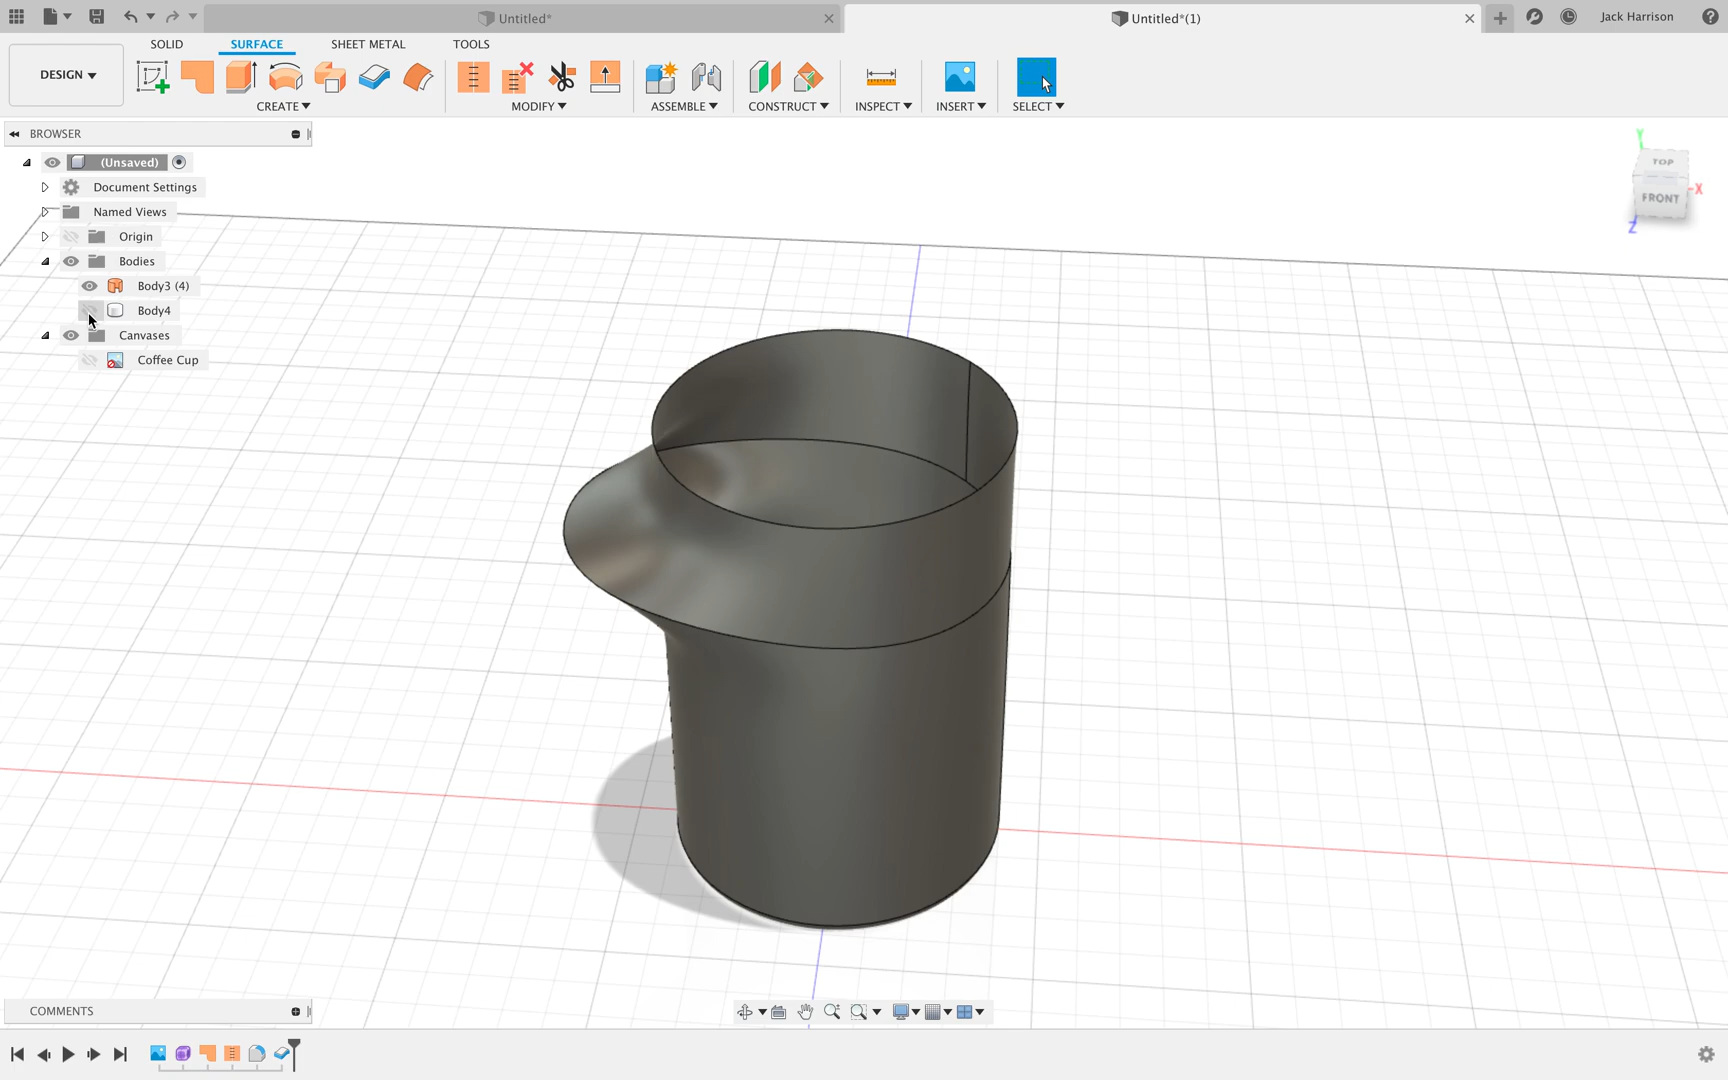 Untitled*
Untitled*(1)
Jack Harrison
SOLID
SURFACE
SHEET METAL
TOOLS
DESIGN
CREATE
MODIFY
ASSEMBLE
CONSTRUCT
INSPECT
INSERT
SELECT
BROWSER
(Unsaved)
Document Settings
Named Views
Origin
Bodies
Body3 (4)
Body4
Canvases
Coffee Cup
Y
TOP
X
FRONT
Z
COMMENTS